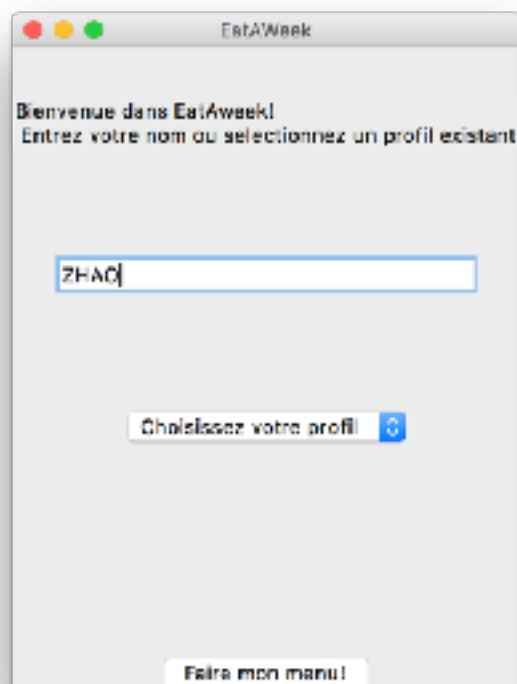 EatAWeek
Bienvenue dans EatAweek!
Entrez votre nom ou selectionnez un profil existant
ZHAO
Choisissez votre profil
Faire mon menu!